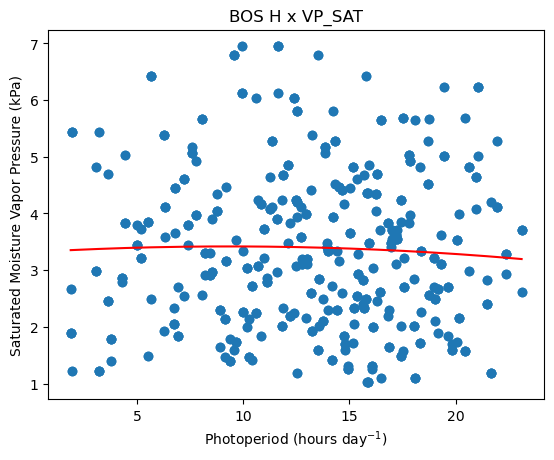 BOS H x VP_SAT
Saturated Moisture Vapor Pressure (kPa)
7
6
5
4
3
2
1
5 10 15 20
Photoperiod (hours day⁻¹)